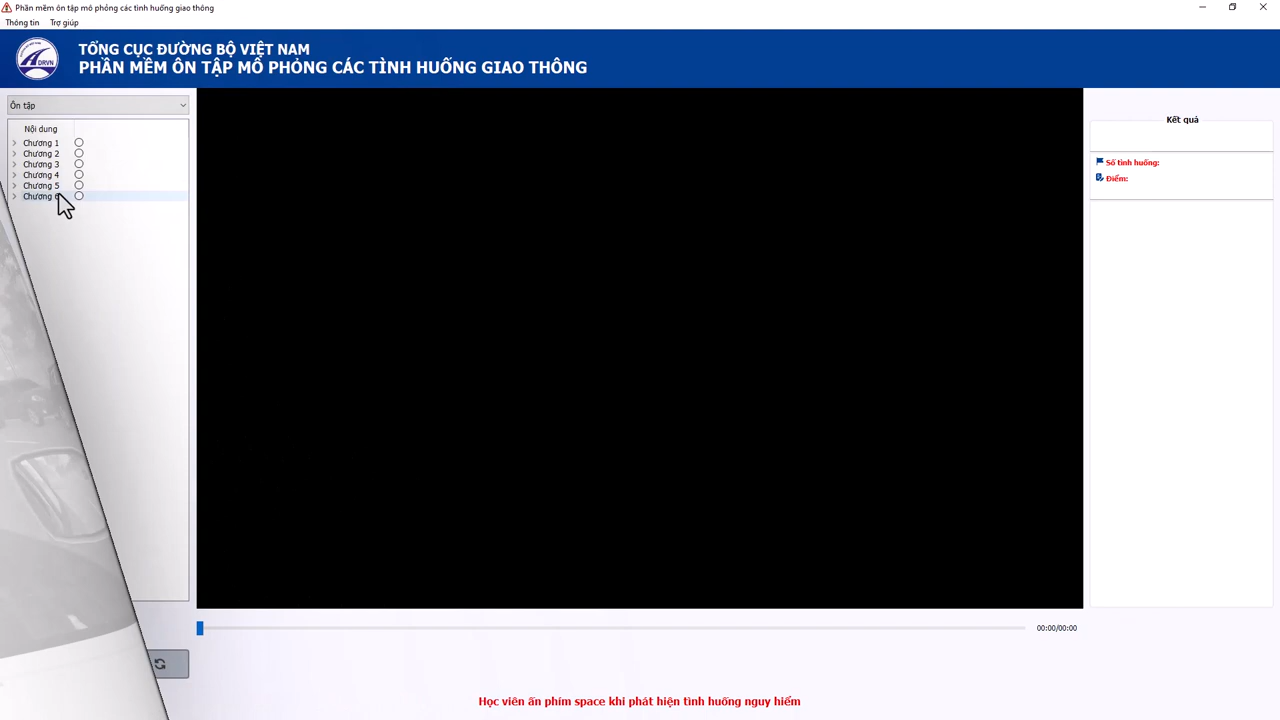 Phần mềm ôn tập mô phỏng các tình huống giao thông
Thông tin Trợ giúp
DRVN
TỔNG CỤC ĐƯỜNG BỘ VIỆT NAM
PHẦN MỀM ÔN TẬP MÔ PHỎNG CÁC TÌNH HUỐNG GIAO THÔNG
Ôn tập
Nội dung
Chương 1
Chương 2
Chương 3
Chương 4
Chương 5
Chương 6
Kết quả
Số tình huống:
Điểm:
00:00/00:00
Học viên ấn phím space khi phát hiện tình huống nguy hiểm